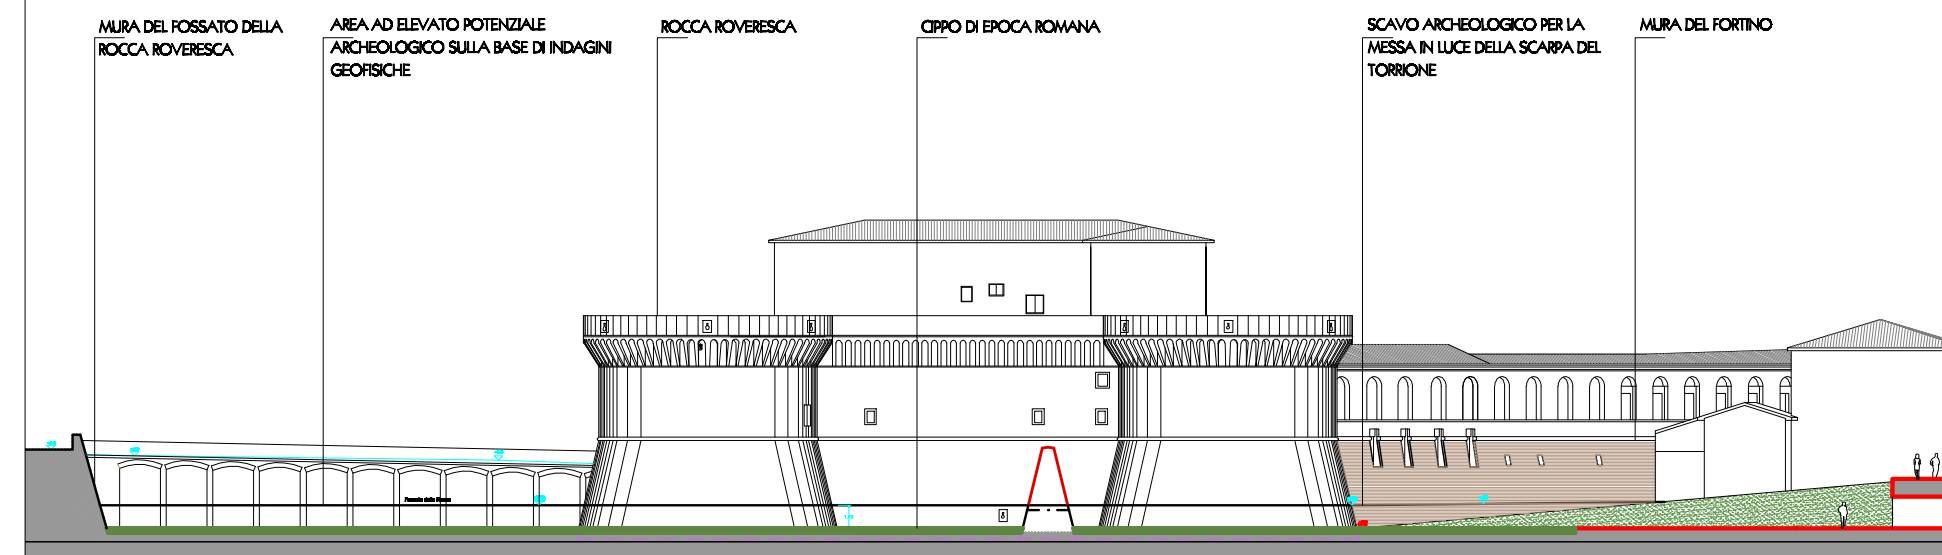 MURA DEL FOSSATO DELLA
ROCCA ROVERESCA
AREA AD ELEVATO POTENZIALE
ARCHEOLOGICO SULLA BASE DI INDAGINI
GEOFISICHE
ROCCA ROVERESCA
CIPPO DI EPOCA ROMANA
SCAVO ARCHEOLOGICO PER LA
MESSA IN LUCE DELLA SCARPA DEL
TORRIONE
MURA DEL FORTINO